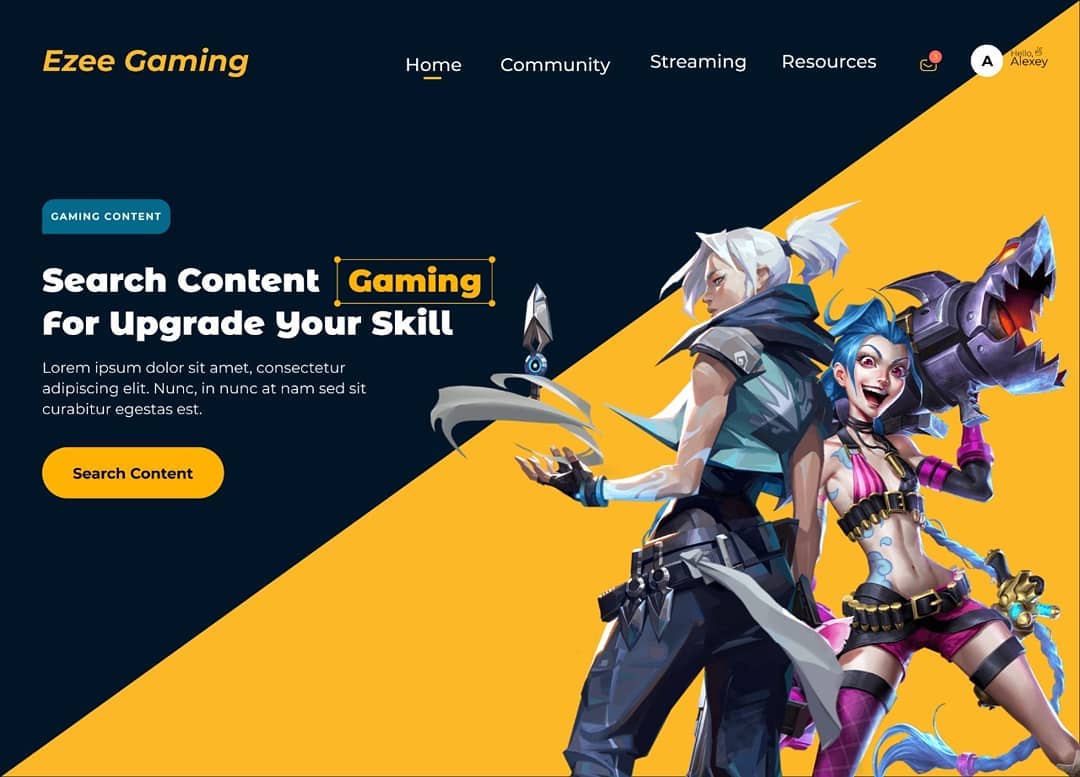 Ezee Gaming
Home
Community
Streaming
Resources
Hello,
Alexey
A
GAMING CONTENT
Search Content Gaming
For Upgrade Your Skill
Lorem ipsum dolor sit amet, consectetur
adipiscing elit. Nunc, in nunc at nam sed sit
curabitur egestas est.
Search Content